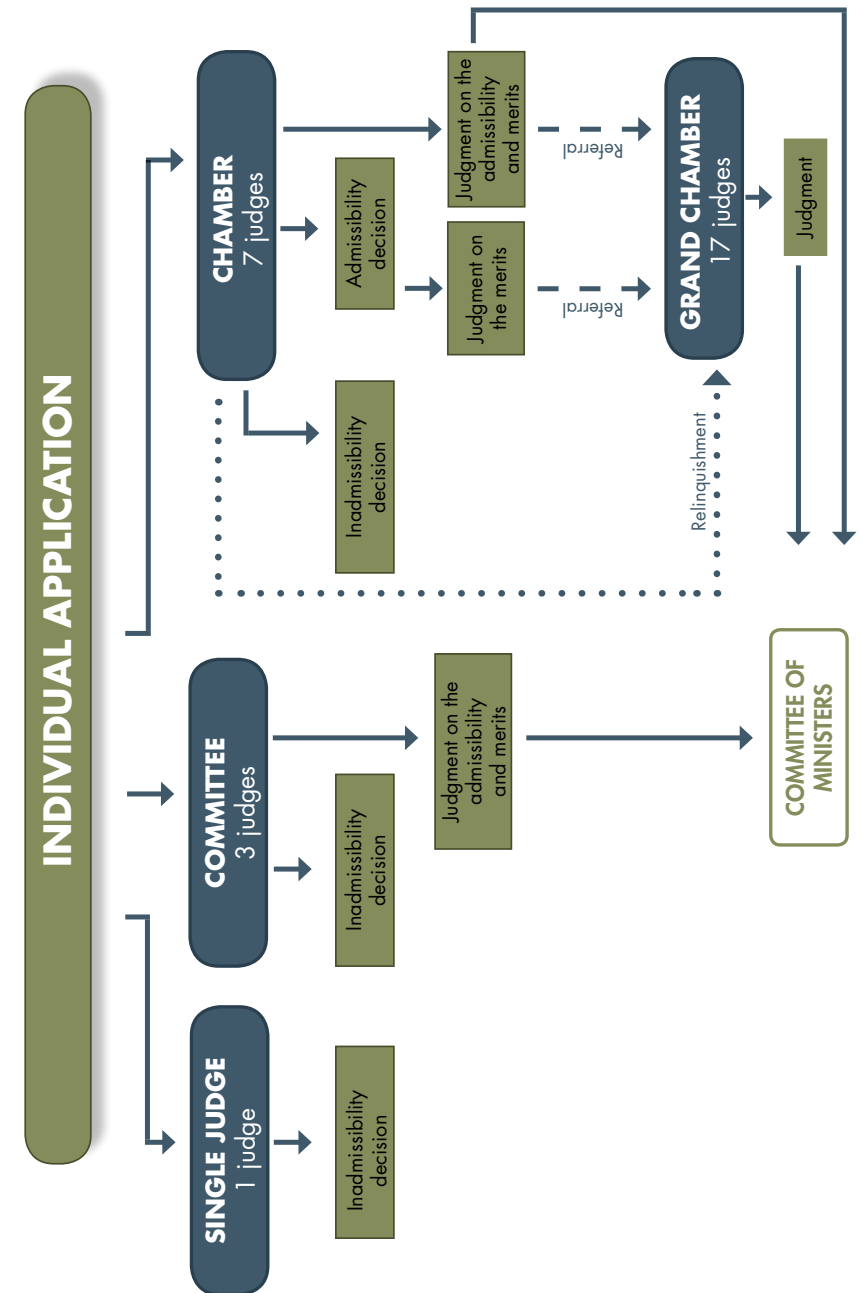 INDIVIDUAL APPLICATION
SINGLE JUDGE
1 judge
COMMITTEE
3 judges
CHAMBER
7 judges
Inadmissibility
decision
Inadmissibility
decision
Inadmissibility
decision
Admissibility
decision
Judgment on the
admissibility
and merits
Judgment on
the merits
Judgment on the
admissibility
and merits
Referral
Referral
Relinquishment
GRAND CHAMBER
17 judges
Judgment
COMMITTEE OF
MINISTERS